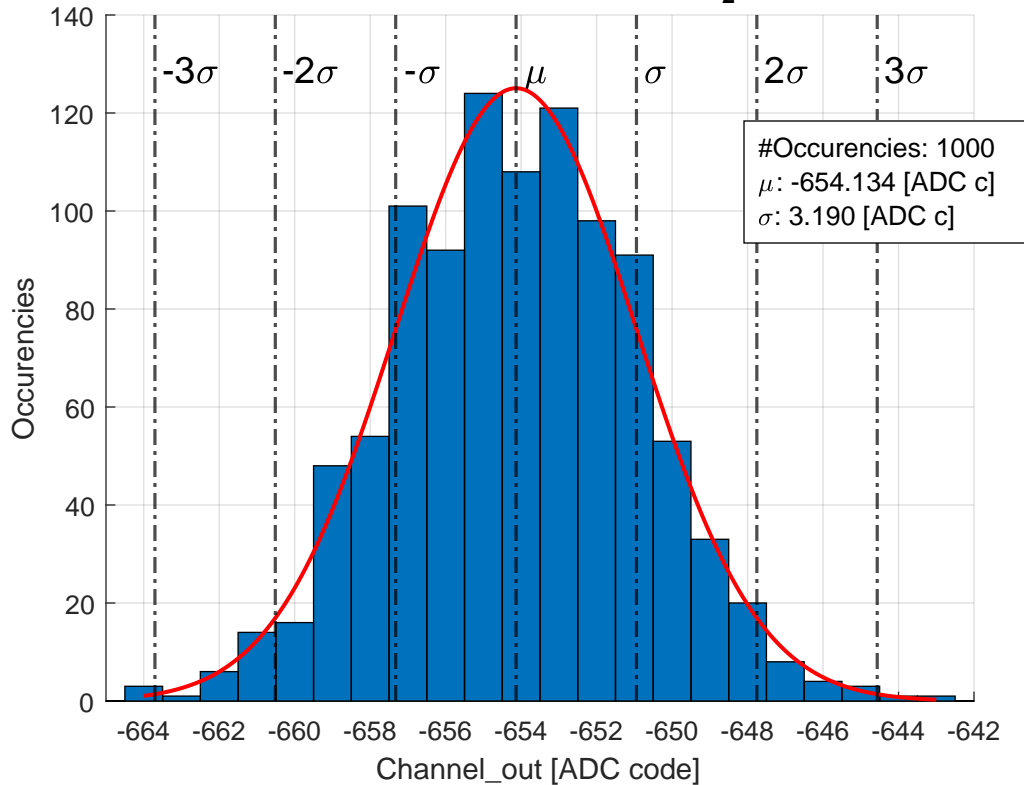 2
140
120
100
80
60
40
20
0
-3σ
-2σ
-σ
μ
σ
2σ
3σ
#Occurencies: 1000
μ: -654.134 [ADC c]
σ: 3.190 [ADC c]
Occurencies
-664 -662 -660 -658 -656 -654 -652 -650 -648 -646 -644 -642
Channel_out [ADC code]